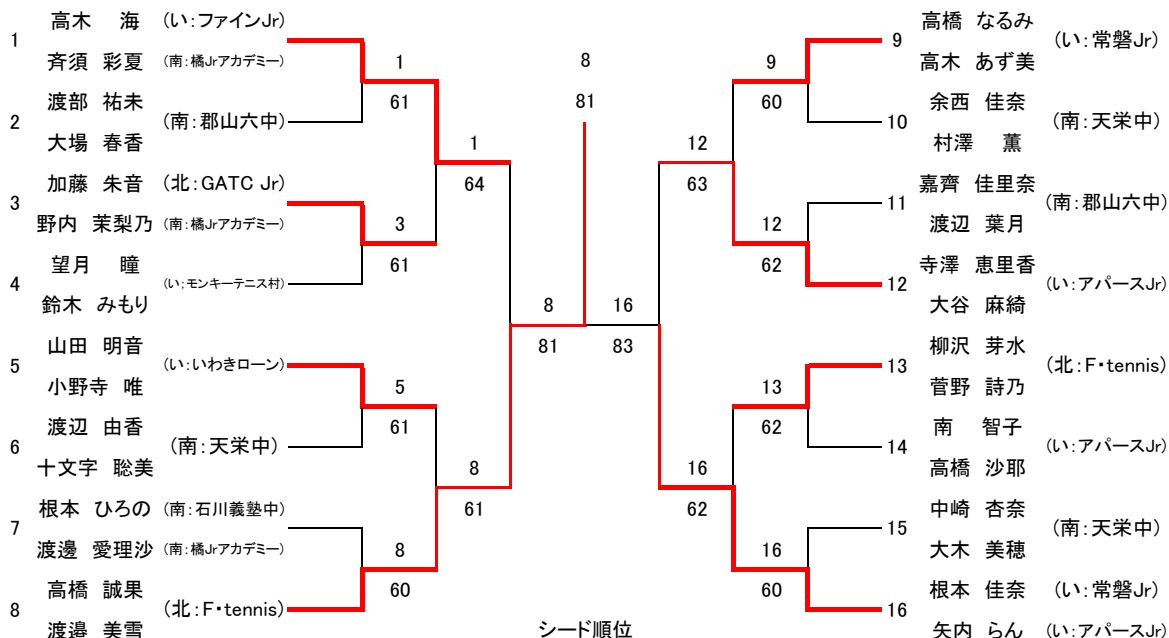 高木 海 (い:ファインJr)
1
斉須 彩夏 (南:橘Jrアカデミー)
渡部 祐未
2 (南:郡山六中)
大場 春香
加藤 朱音 (北:GATC Jr)
3
野内 茉梨乃 (南:橘Jrアカデミー)
望月 瞳
4 (い;モンキーテニス村)
鈴木 みもり
山田 明音
5 (い:いわきローン)
小野寺 唯
渡辺 由香
6 (南:天栄中)
十文字 聡美
根本 ひろの (南:石川義塾中)
7
渡邉 愛理沙 (南:橘Jrアカデミー)
高橋 誠果
8 (北:F・tennis)
渡邉 美雪
1
61
3
61
5
61
8
60
1
64
8
61
8
81
8
81
16
83
12
63
16
62
9
60
12
62
13
62
16
60
高橋 なるみ
9 (い:常磐Jr)
高木 あず美
余西 佳奈
10 (南:天栄中)
村澤 薫
嘉齊 佳里奈
11 (南:郡山六中)
渡辺 葉月
寺澤 恵里香
12 (い:アパースJr)
大谷 麻綺
柳沢 芽水
13 (北:F・tennis)
菅野 詩乃
南 智子
14 (い:アパースJr)
高橋 沙耶
中崎 杏奈
15 (南:天栄中)
大木 美穂
根本 佳奈 (い:常磐Jr)
16
矢内 らん (い:アパースJr)
シード順位